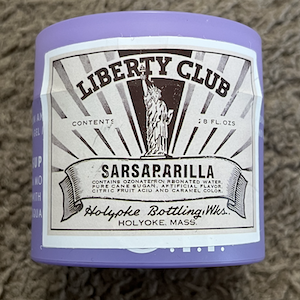 LIBERTY CLUB
CONTENTS 28 FL. OZS
SARSAPARILLA
CONTAINS OZONATED CARBONATED WATER,
PURE CANE SUGAR, ARTIFICIAL FLAVOR,
CITRIC FRUIT ACID AND CARAMEL COLOR.
Holyoke Bottling Wks.
HOLYOKE, MASS.